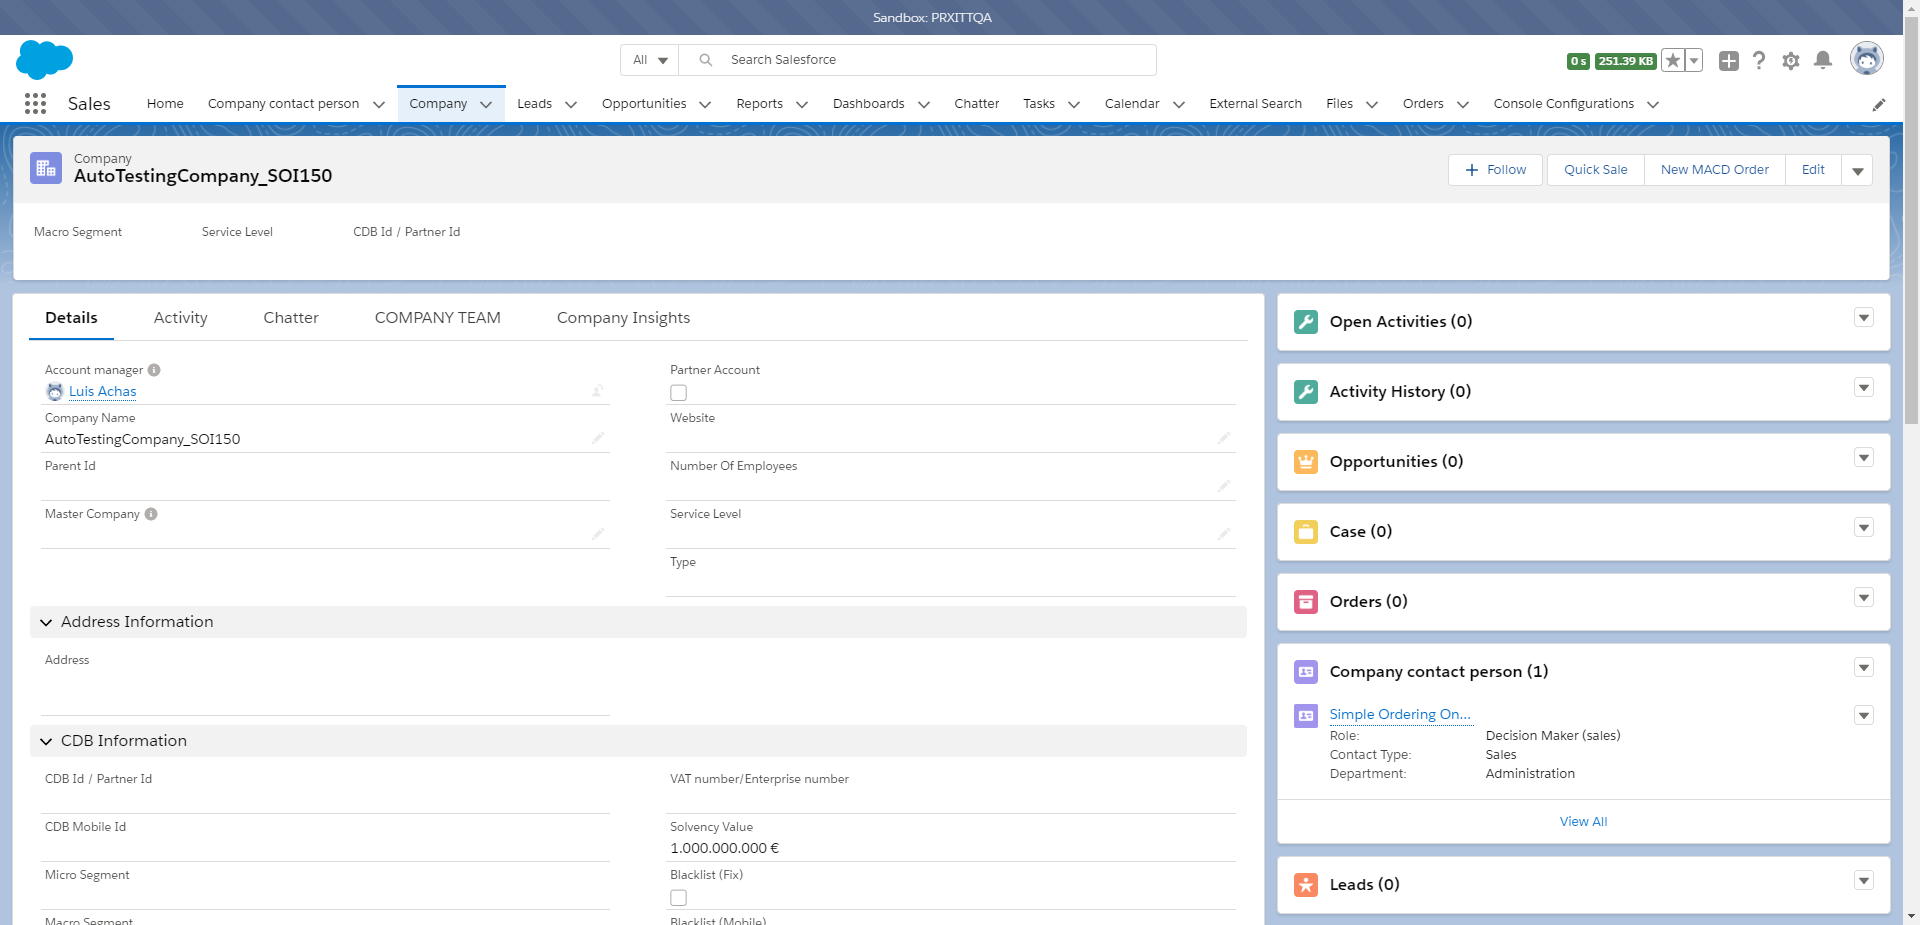 Sandbox: PRXITTQA
All
Search Salesforce
0 s
251.39 KB
Sales
Home
Company contact person
Company
Leads
Opportunities
Reports
Dashboards
Chatter
Tasks
Calendar
External Search
Files
Orders
Console Configurations
Company
AutoTestingCompany_SOI150
Follow
Quick Sale
New MACD Order
Edit
Macro Segment
Service Level
CDB Id / Partner Id
Details
Activity
Chatter
COMPANY TEAM
Company Insights
Account manager
Luis Achas
Partner Account
Company Name
AutoTestingCompany_SOI150
Website
Parent Id
Number Of Employees
Master Company
Service Level
Type
Address Information
Address
CDB Information
CDB Id / Partner Id
VAT number/Enterprise number
CDB Mobile Id
Solvency Value
1.000.000.000 €
Micro Segment
Blacklist (Fix)
Macro Segment
Blacklist (Mobile)
Open Activities (0)
Activity History (0)
Opportunities (0)
Case (0)
Orders (0)
Company contact person (1)
Simple Ordering On...
Role: Decision Maker (sales)
Contact Type: Sales
Department: Administration
View All
Leads (0)